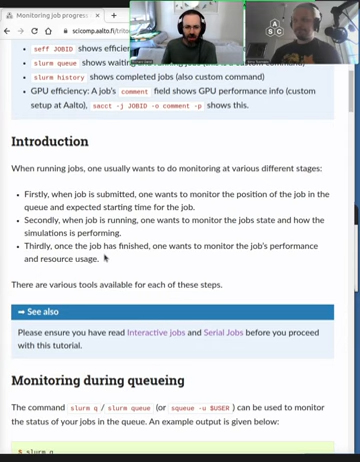 Monitoring job progres
scicomp.aalto.fi/trito
seff JOBID shows efficie
slurm queue shows wait
slurm history shows completed jobs (also custom command)
GPU efficiency: A job's comment field shows GPU performance info (custom
setup at Aalto), sacct -j JOBID -o comment -p shows this.
Introduction
When running jobs, one usually wants to do monitoring at various different stages:
Firstly, when job is submitted, one wants to monitor the position of the job in the
queue and expected starting time for the job.
Secondly, when job is running, one wants to monitor the jobs state and how the
simulations is performing.
Thirdly, once the job has finished, one wants to monitor the job's performance
and resource usage.
There are various tools available for each of these steps.
➡ See also
Please ensure you have read Interactive jobs and Serial Jobs before you proceed
with this tutorial.
Monitoring during queueing
The command slurm q / slurm queue (or squeue -u $USER ) can be used to monitor
the status of your jobs in the queue. An example output is given below:
$ slurm q